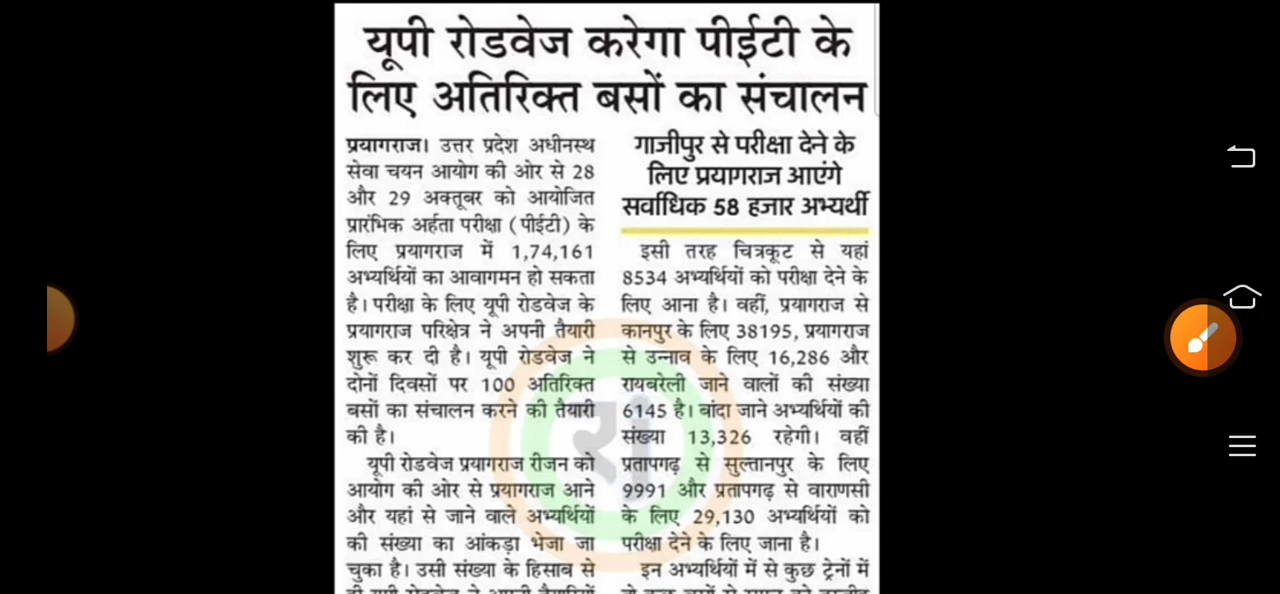 यूपी रोडवेज करेगा पीईटी के
लिए अतिरिक्त बसों का संचालन
प्रयागराज। उत्तर प्रदेश अधीनस्थ
सेवा चयन आयोग की ओर से 28
और 29 अक्तूबर को आयोजित
प्रारंभिक अर्हता परीक्षा (पीईटी) के
लिए प्रयागराज में 1,74,161
अभ्यर्थियों का आवागमन हो सकता
है। परीक्षा के लिए यूपी रोडवेज के
प्रयागराज परिक्षेत्र ने अपनी तैयारी
शुरू कर दी है। यूपी रोडवेज ने
दोनों दिवसों पर 100 अतिरिक्त
बसों का संचालन करने की तैयारी
की है।
यूपी रोडवेज प्रयागराज रीजन को
आयोग की ओर से प्रयागराज आने
और यहां से जाने वाले अभ्यर्थियों
की संख्या का आंकड़ा भेजा जा
चुका है। उसी संख्या के हिसाब से
गाजीपुर से परीक्षा देने के
लिए प्रयागराज आएंगे
सर्वाधिक 58 हजार अभ्यर्थी
इसी तरह चित्रकूट से यहां
8534 अभ्यर्थियों को परीक्षा देने के
लिए आना है। वहीं, प्रयागराज से
कानपुर के लिए 38195, प्रयागराज
से उन्नाव के लिए 16,286 और
रायबरेली जाने वालों की संख्या
6145 है। बांदा जाने अभ्यर्थियों की
संख्या 13,326 रहेगी। वहीं
प्रतापगढ़ से सुल्तानपुर के लिए
9991 और प्रतापगढ़ से वाराणसी
के लिए 29,130 अभ्यर्थियों को
परीक्षा देने के लिए जाना है।
इन अभ्यर्थियों में से कुछ ट्रेनों में